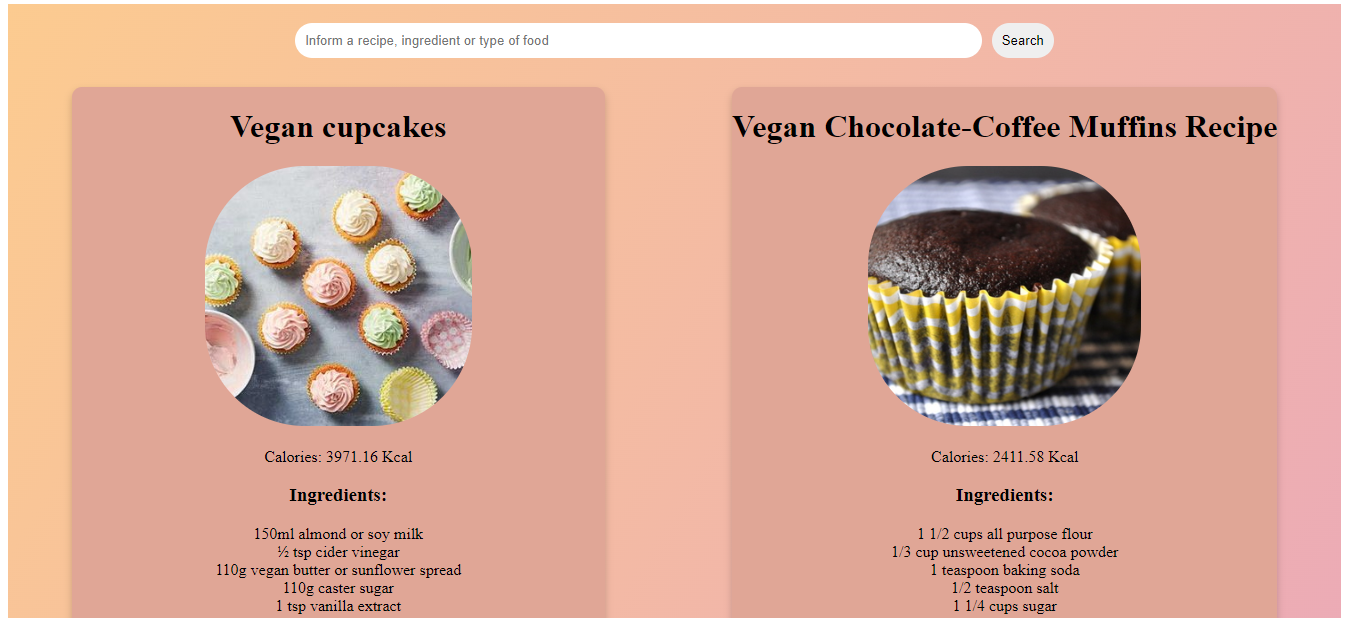 Inform a recipe, ingredient or type of food
Search
Vegan cupcakes
Calories: 3971.16 Kcal
Ingredients:
150ml almond or soy milk
½ tsp cider vinegar
110g vegan butter or sunflower spread
110g caster sugar
1 tsp vanilla extract
Vegan Chocolate-Coffee Muffins Recipe
Calories: 2411.58 Kcal
Ingredients:
1 1/2 cups all purpose flour
1/3 cup unsweetened cocoa powder
1 teaspoon baking soda
1/2 teaspoon salt
1 1/4 cups sugar